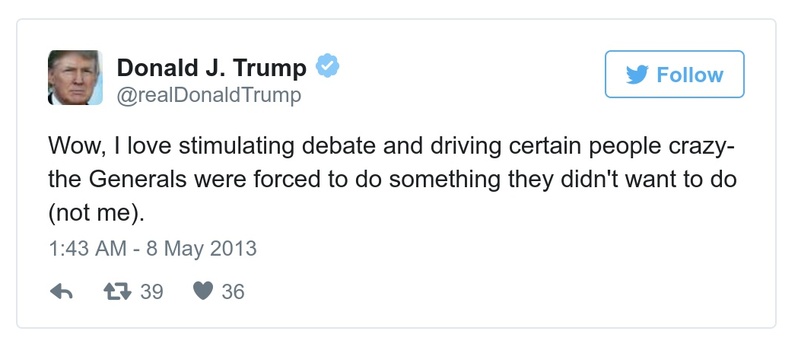 Donald J. Trump
@realDonaldTrump
Follow
Wow, I love stimulating debate and driving certain people crazy-
the Generals were forced to do something they didn't want to do
(not me).
1:43 AM - 8 May 2013
39 36